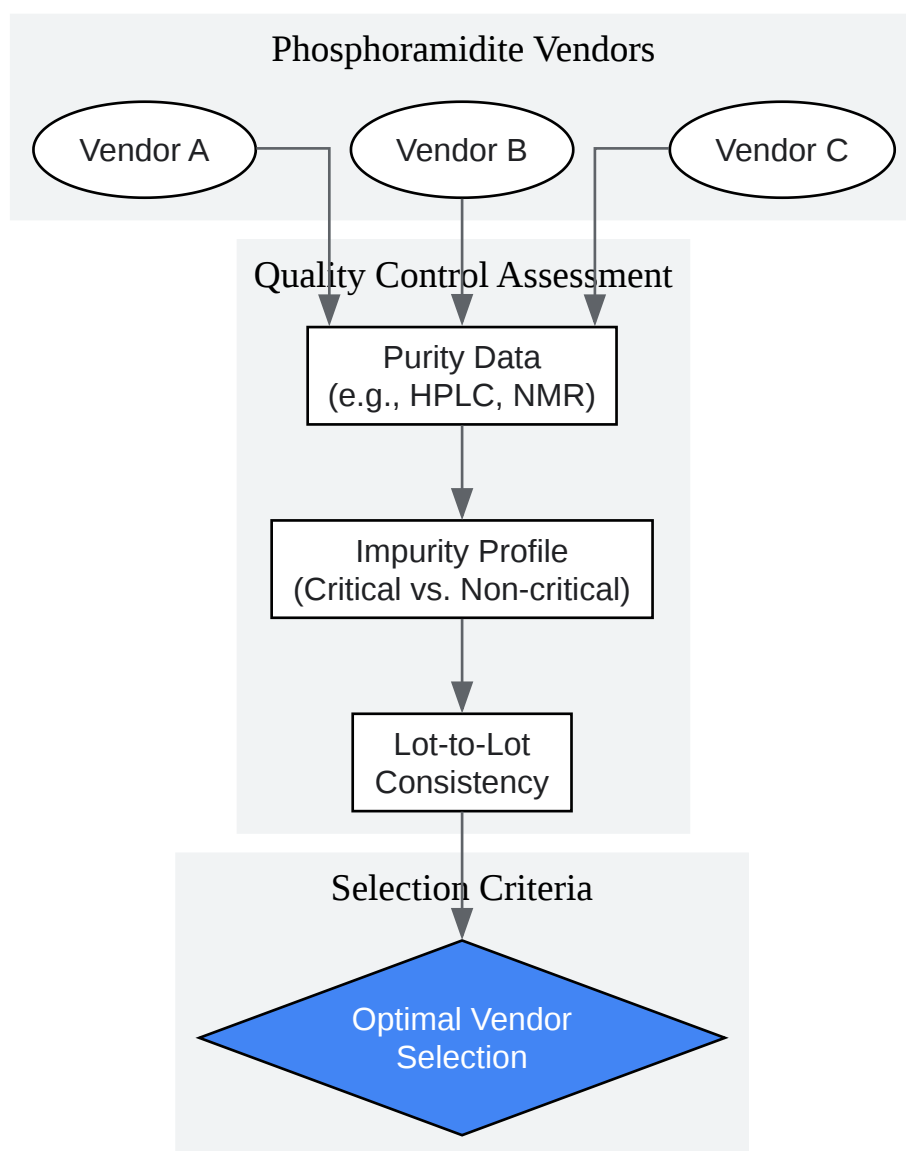 Phosphoramidite Vendors
Vendor A
Vendor B
Vendor C
Quality Control Assessment
Purity Data
(e.g., HPLC, NMR)
Impurity Profile
(Critical vs. Non-critical)
Lot-to-Lot
Consistency
Selection Criteria
Optimal Vendor
Selection